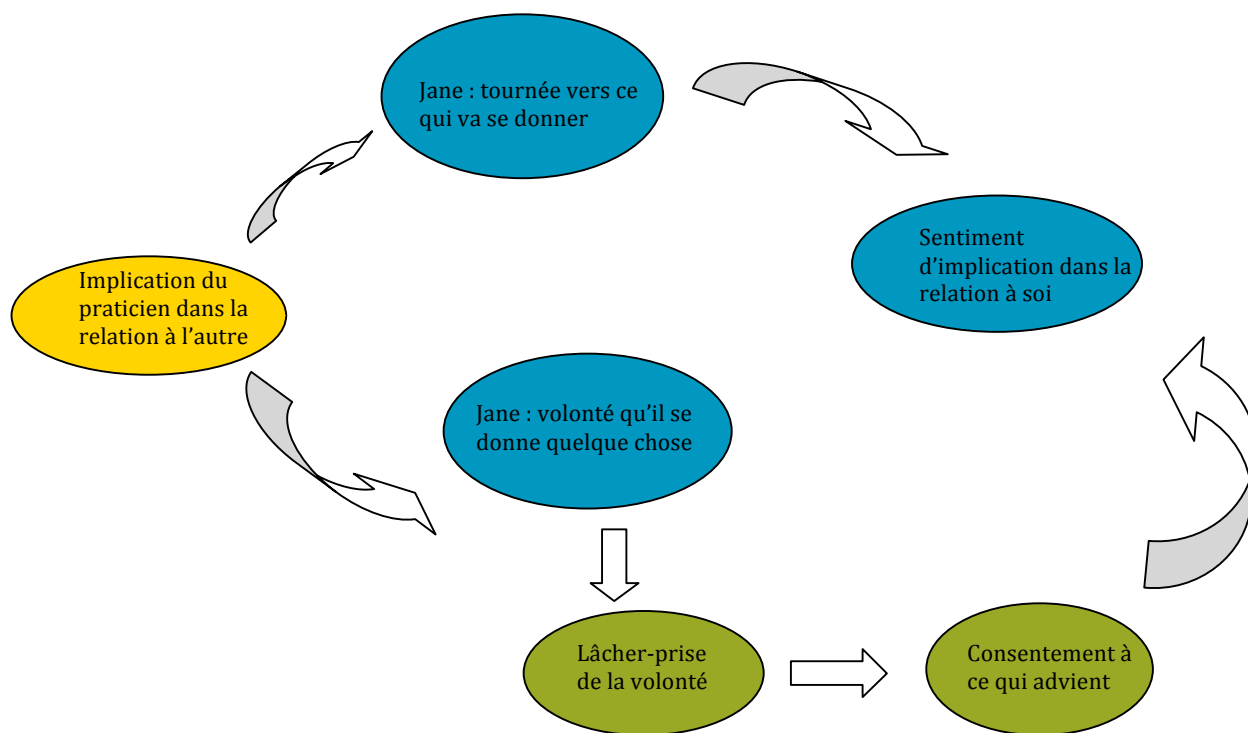 Jane : tournée vers ce
qui va se donner
Sentiment
d’implication dans la
relation à soi
Implication du
praticien dans la
relation à l’autre
Jane : volonté qu’il se
donne quelque chose
Lâcher-prise
de la volonté
Consentement à
ce qui advient